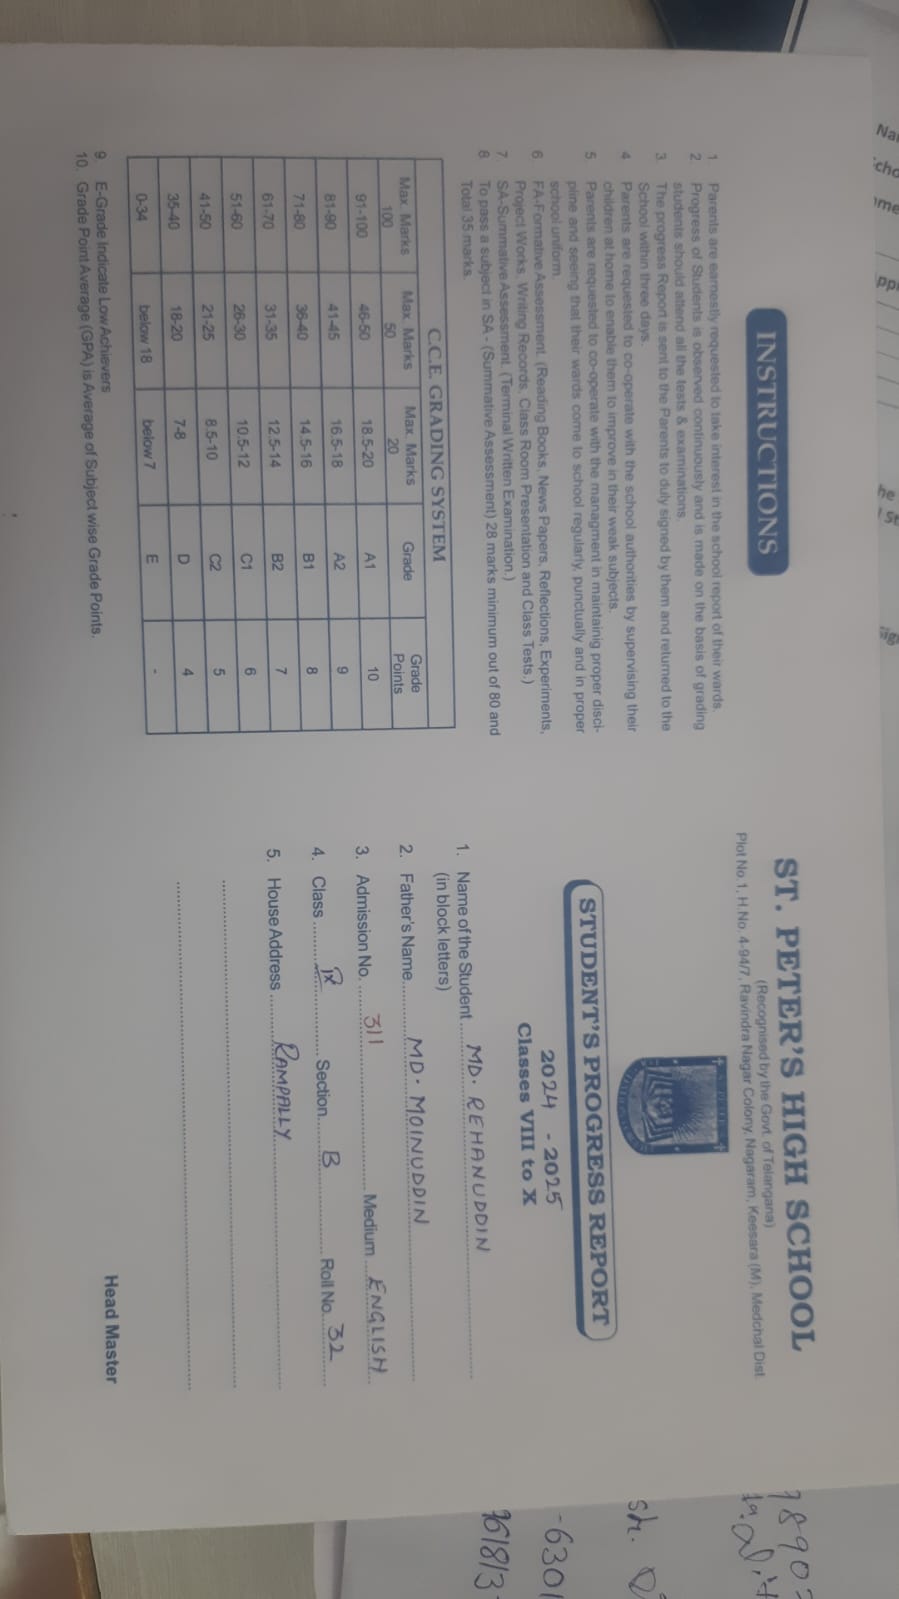 INSTRUCTIONS
1 Parents are earnestly requested to take interest in the school report of their wards.
2 Progress of Students is observed continuously and is made on the basis of grading
students should attend all the tests & examinations.
3. The progress Report is sent to the Parents to duly signed by them and returned to the
School within three days.
4 Parents are requested to co-operate with the school authorities by supervising their
children at home to enable them to improve in their weak subjects.
5 Parents are requested to co-operate with the managment in maintainig proper disci-
pline and seeing that their wards come to school regularly, punctually and in proper
school uniform.
6 FA-Formative Assessment. (Reading Books, News Papers, Reflections, Experiments,
Project Works, Writing Records, Class Room Presentation and Class Tests.)
7. SA-Summative Assessment. (Terminal Written Examination.)
8. To pass a subject in SA - (Summative Assessment) 28 marks minimum out of 80 and
Total 35 marks.
C.C.E. GRADING SYSTEM
Max. Marks 100 Max. Marks 50 Max. Marks 20 Grade Grade Points
91-100 46-50 18.5-20 A1 10
81-90 41-45 16.5-18 A2 9
71-80 36-40 14.5-16 B1 8
61-70 31-35 12.5-14 B2 7
51-60 26-30 10.5-12 C1 6
41-50 21-25 8.5-10 C2 5
35-40 18-20 7-8 D 4
0-34 below 18 below 7 E -
9. E-Grade Indicate Low Achievers
10. Grade Point Average (GPA) is Average of Subject wise Grade Points.
ST. PETER'S HIGH SCHOOL
(Recognised by the Govt. of Telangana)
Plot No.1, H.No. 4-94/7, Ravindra Nagar Colony, Nagaram, Keesara (M), Medchal Dist
STUDENT'S PROGRESS REPORT
2024 - 2025
Classes VIII to X
1. Name of the Student MD. REHANUDDIN
(in block letters)
2. Father's Name MD. MOINUDDIN
3. Admission No. 311 Medium ENGLISH
4. Class IX Section B Roll No. 32
5. House Address RAMPALLY
Head Master